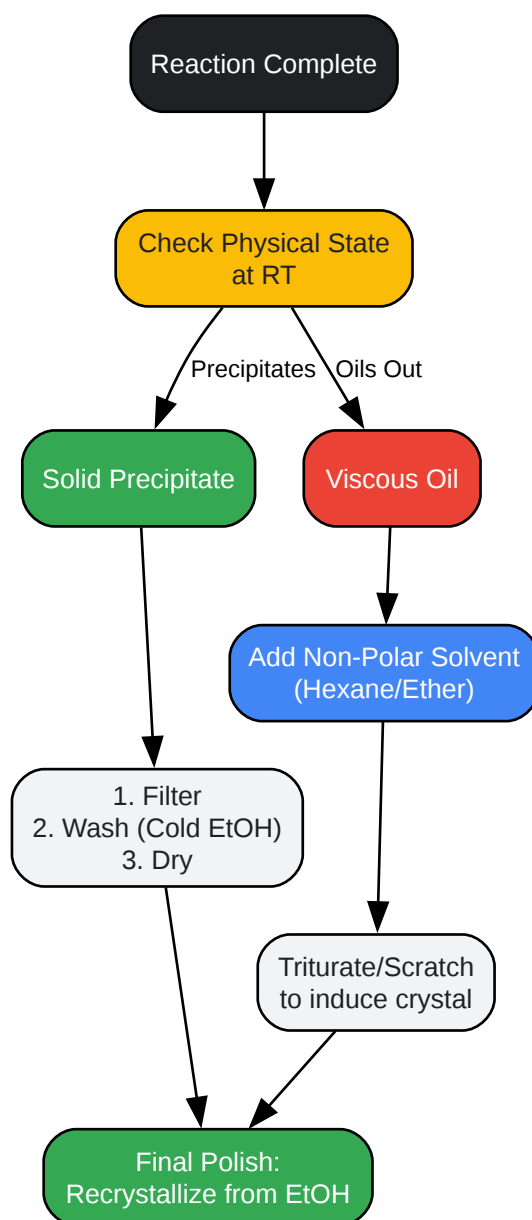 Reaction Complete
Check Physical State
at RT
Precipitates
Oils Out
Solid Precipitate
Viscous Oil
Add Non-Polar Solvent
(Hexane/Ether)
1. Filter
2. Wash (Cold EtOH)
3. Dry
Triturate/Scratch
to induce crystal
Final Polish:
Recrystallize from EtOH